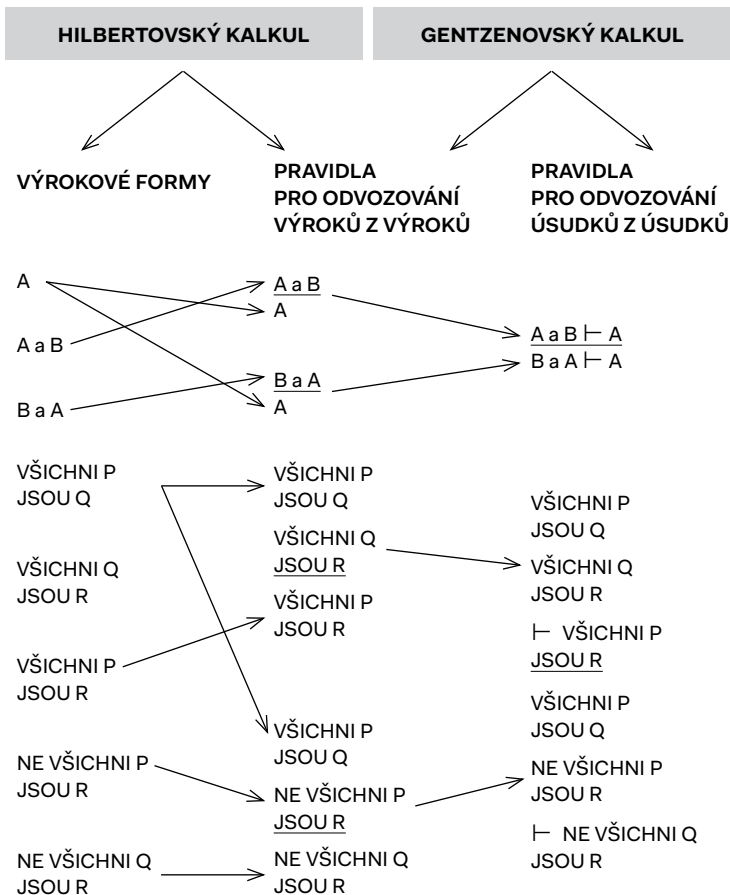 HILBERTOVSKÝ KALKUL
GENTZENOVSKÝ KALKUL
VÝROKOVÉ FORMY
PRAVIDLA
PRO ODVOZOVÁNÍ
VÝROKŮ Z VÝROKŮ
PRAVIDLA
PRO ODVOZOVÁNÍ
ÚSUDKŮ Z ÚSUDKŮ
A
A a B
B a A
VŠICHNI P
JSOU Q
VŠICHNI Q
JSOU R
VŠICHNI P
JSOU R
NE VŠICHNI P
JSOU R
NE VŠICHNI Q
JSOU R
A a B
A
B a A
A
VŠICHNI P
JSOU Q
VŠICHNI Q
JSOU R
VŠICHNI P
JSOU R
VŠICHNI P
JSOU Q
NE VŠICHNI P
JSOU R
NE VŠICHNI Q
JSOU R
A a B ⊢ A
B a A ⊢ A
VŠICHNI P
JSOU Q
VŠICHNI Q
JSOU R
⊢ VŠICHNI P
JSOU R
VŠICHNI P
JSOU Q
NE VŠICHNI P
JSOU R
⊢ NE VŠICHNI Q
JSOU R